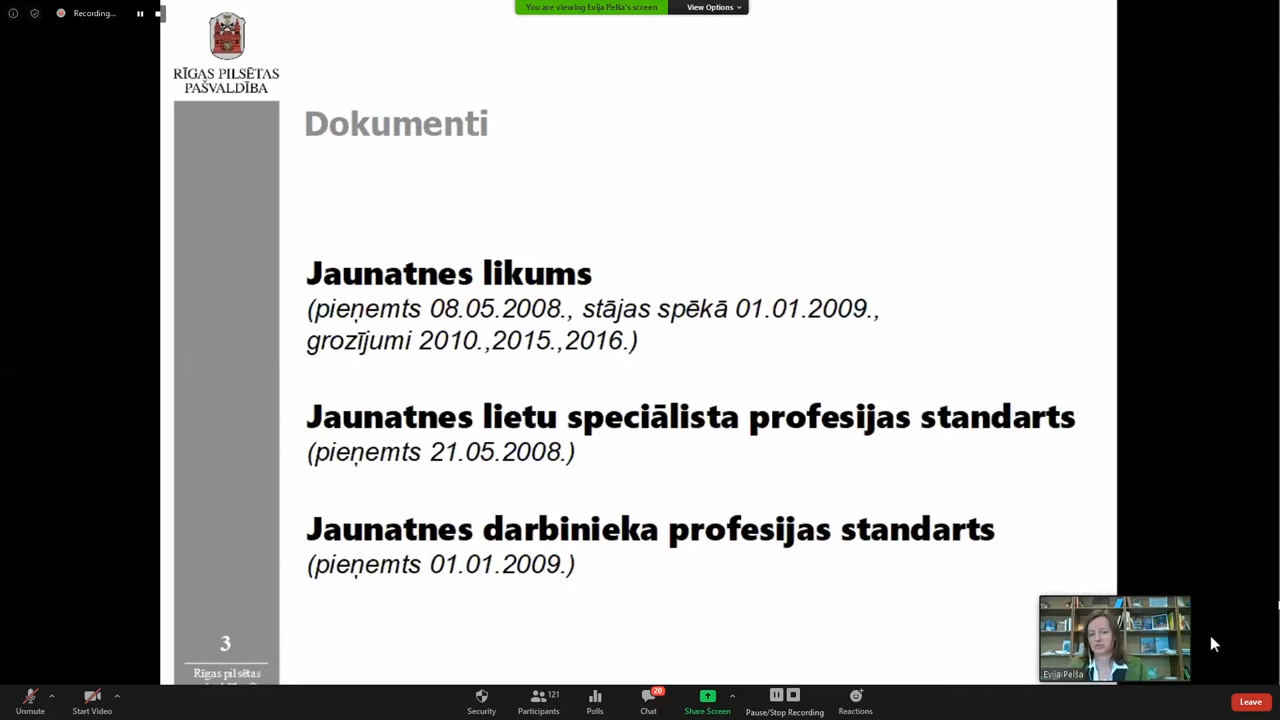 Recording...
You are viewing Evija Pelša's screen
View Options
RĪGAS PILSĒTAS
PAŠVALDĪBA
Dokumenti
Jaunatnes likums
(pieņemts 08.05.2008., stājas spēkā 01.01.2009.,
grozījumi 2010.,2015.,2016.)
Jaunatnes lietu speciālista profesijas standarts
(pieņemts 21.05.2008.)
Jaunatnes darbinieka profesijas standarts
(pieņemts 01.01.2009.)
3
Rīgas pilsētas
Evija Pelša
Unmute
Start Video
Security
Participants
121
Polls
Chat
20
Share Screen
Pause/Stop Recording
Reactions
Leave